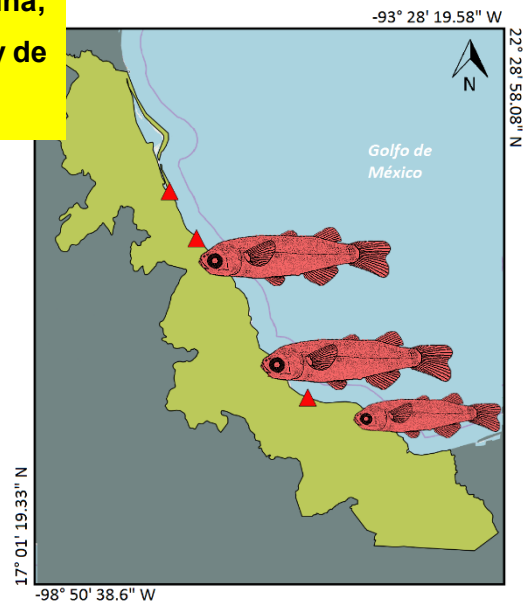 y de
-93° 28' 19.58" W
22° 28' 58.08" N
N
Golfo de
México
17° 01' 19.33" N
-98° 50' 38.6" W